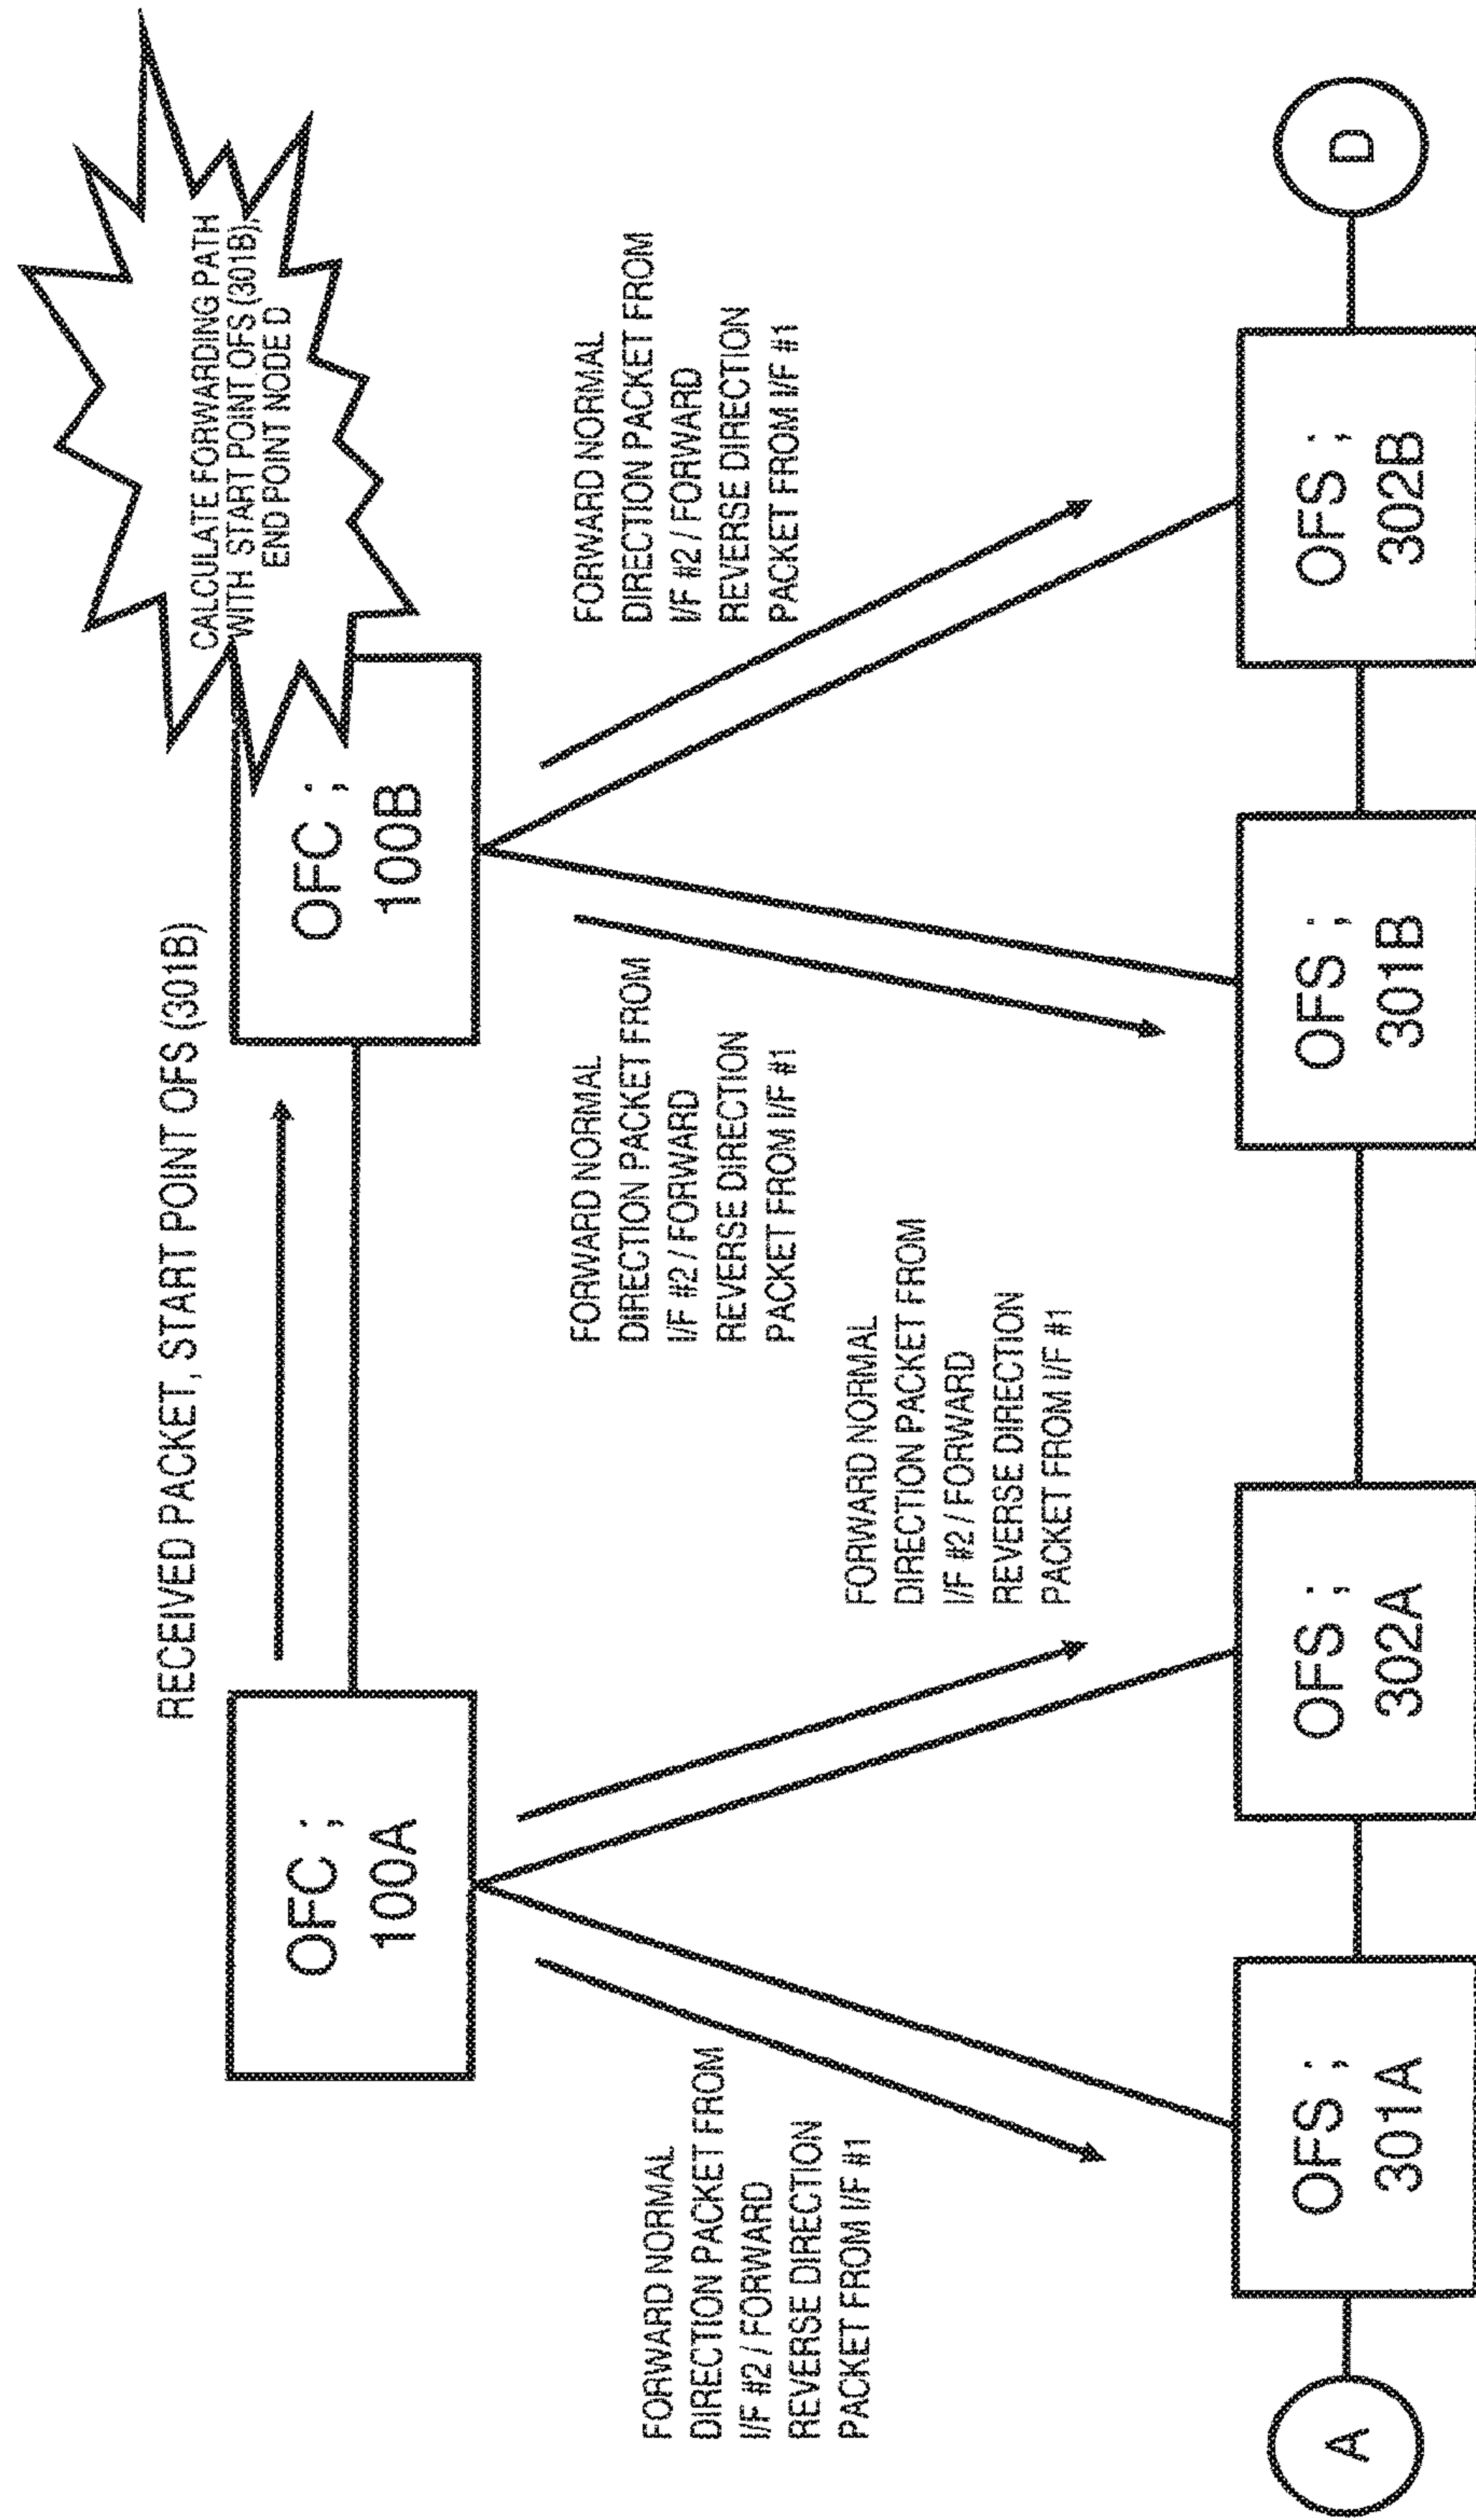 CALCULATE FORWARDING PATH
WITH START POINT OFS (301B),
END POINT NODE D
RECEIVED PACKET, START POINT OFS (301B)
OFC ;
100A
OFC ;
100B
FORWARD NORMAL
DIRECTION PACKET FROM
I/F #2 / FORWARD
REVERSE DIRECTION
PACKET FROM I/F #1
FORWARD NORMAL
DIRECTION PACKET FROM
I/F #2 / FORWARD
REVERSE DIRECTION
PACKET FROM I/F #1
FORWARD NORMAL
DIRECTION PACKET FROM
I/F #2 / FORWARD
REVERSE DIRECTION
PACKET FROM I/F #1
FORWARD NORMAL
DIRECTION PACKET FROM
I/F #2 / FORWARD
REVERSE DIRECTION
PACKET FROM I/F #1
A
OFS ;
301A
OFS ;
302A
OFS ;
301B
OFS ;
302B
D